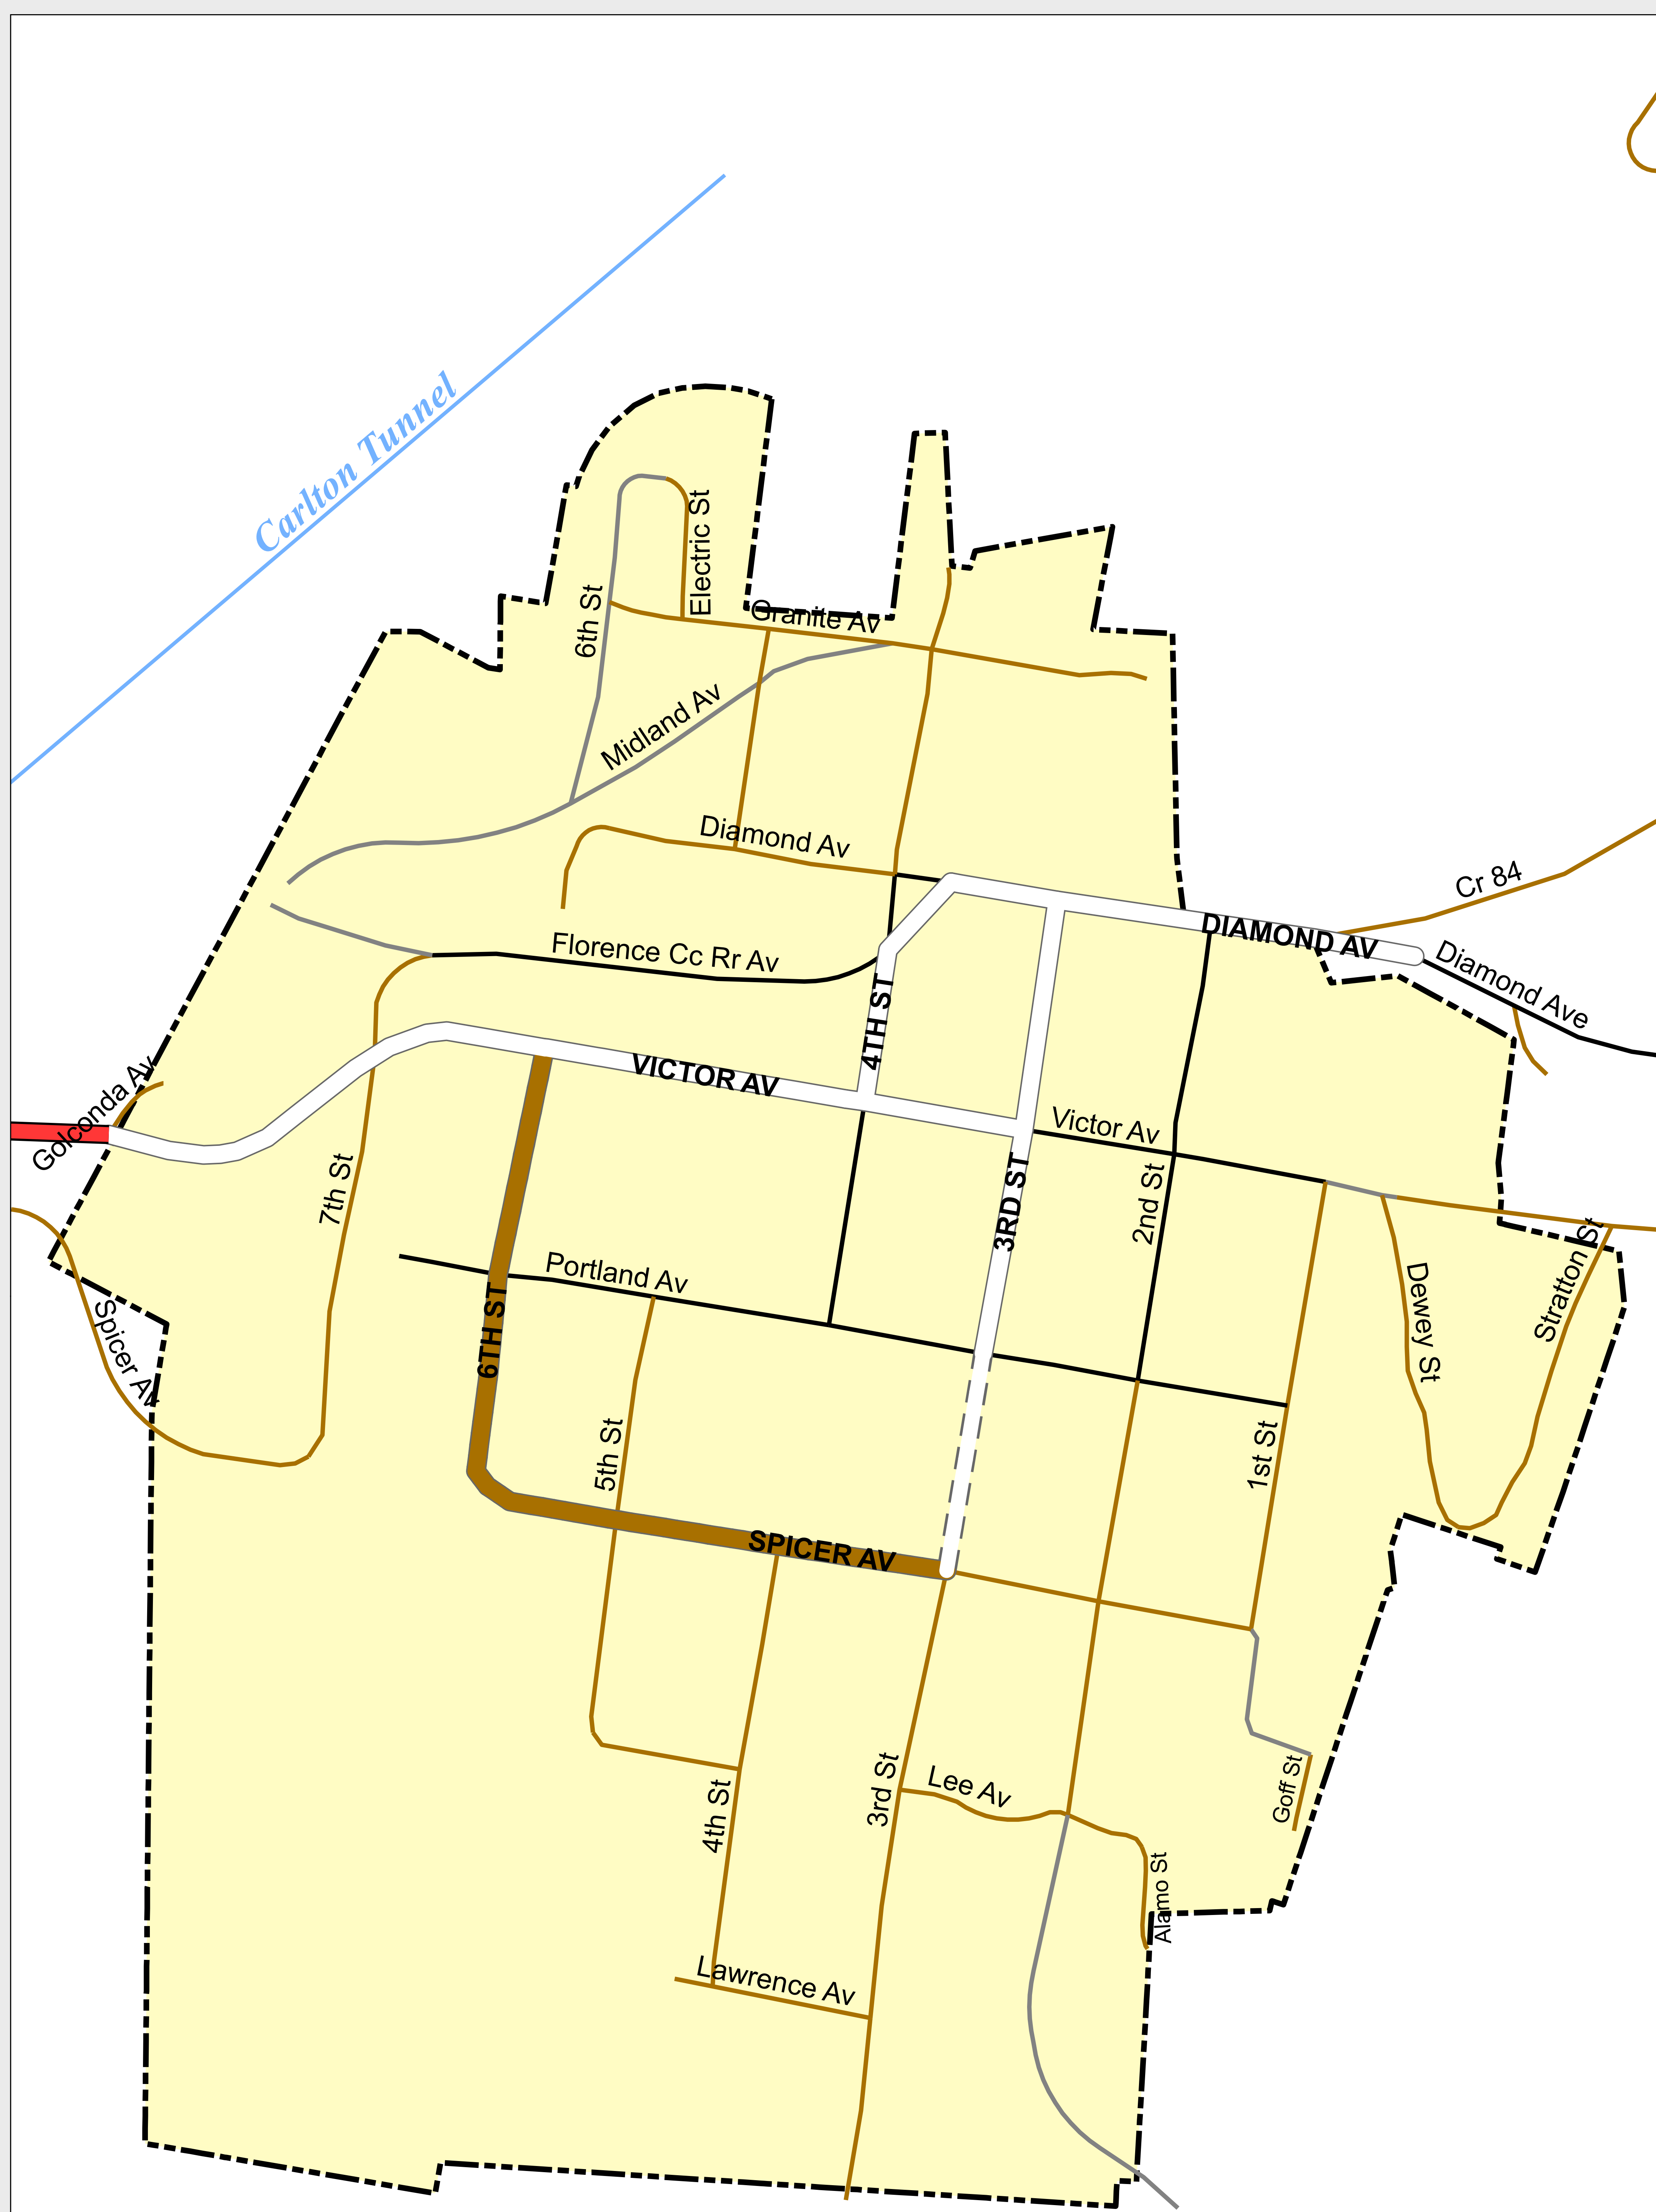 Carlton Tunnel
Electric St
6th St
Granite Av
Midland Av
Diamond Av
Cr 84
DIAMOND AV
Diamond Ave
Florence Cc Rr Av
4TH ST
VICTOR AV
Golconda Av
Victor Av
7th St
3RD ST
2nd St
Portland Av
Stratton St
Dewey St
Spicer Av
6TH ST
5th St
1st St
SPICER AV
Goff St
4th St
3rd St
Lee Av
Alamo St
Lawrence Av